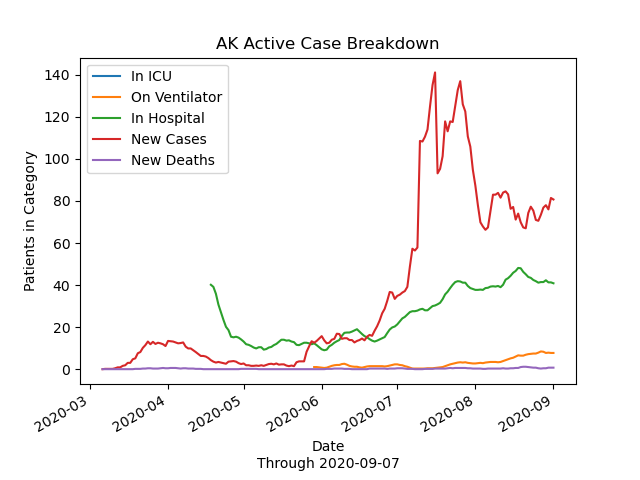 AK Active Case Breakdown
In ICU
On Ventilator
In Hospital
New Cases
New Deaths
Patients in Category
140
120
100
80
60
40
20
0
2020-03
2020-04
2020-05
2020-06
2020-07
2020-08
2020-09
Date
Through 2020-09-07